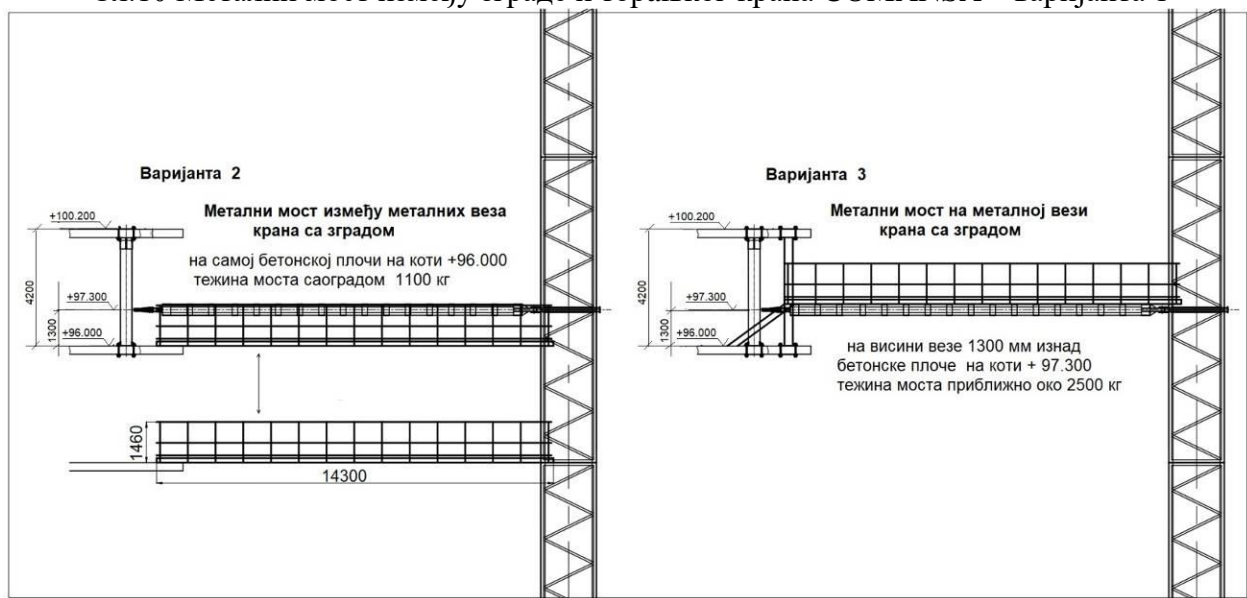 Варијанта 2
Метални мост између металних веза
крана са зградом
на самој бетонској плочи на коти +96.000
тежина моста саоградом 1100 кг
+100.200
4200
+97.300
1300
+96.000
1460
14300
Варијанта 3
Метални мост на металној вези
крана са зградом
+100.200
4200
+97.300
1300
+96.000
на висини везе 1300 мм изнад
бетонске плоче на коти + 97.300
тежина моста приближно око 2500 кг